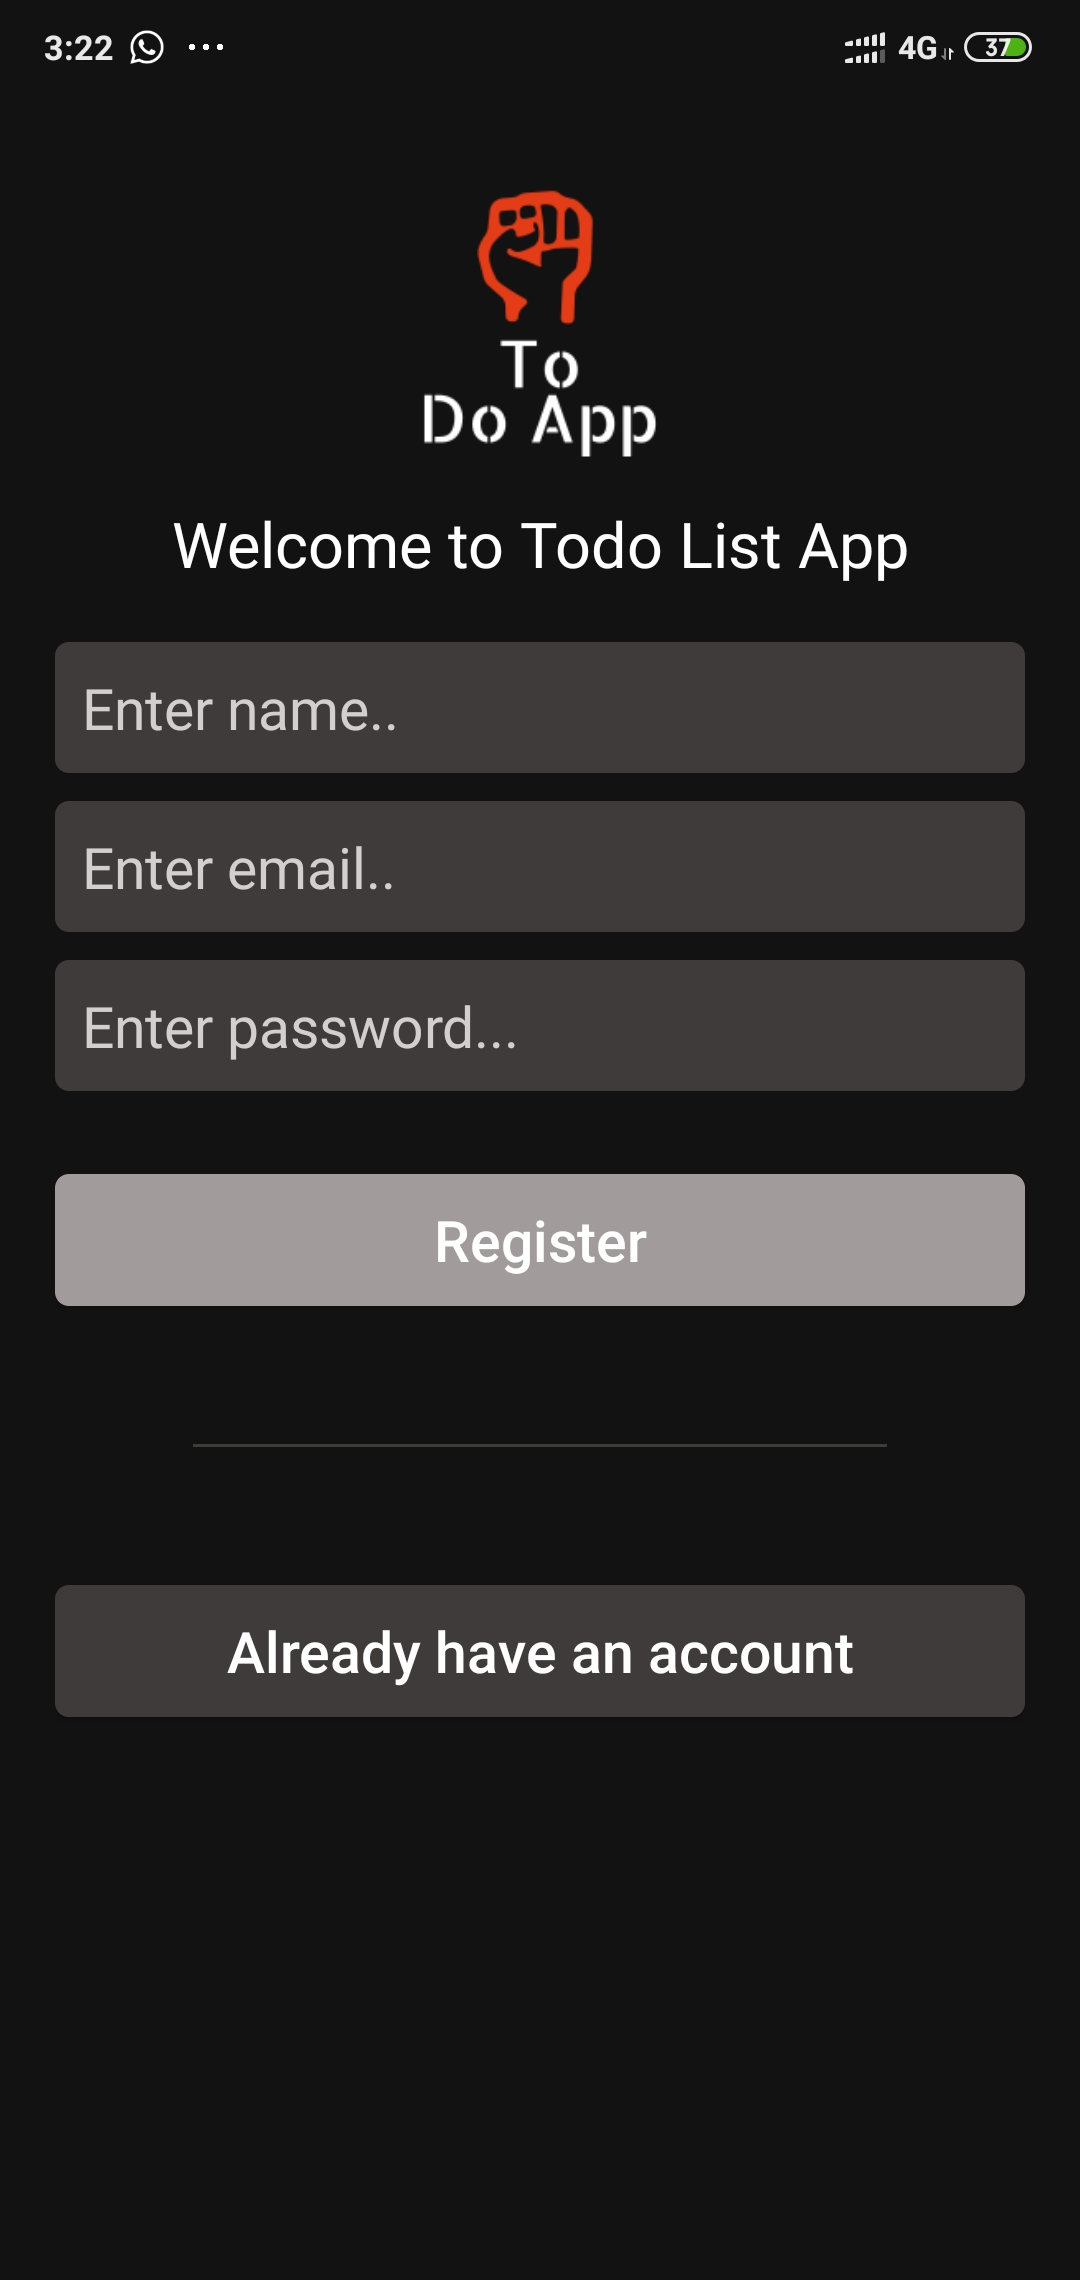 3:22 ... 4G 37
To
Do App
Welcome to Todo List App
Enter name..
Enter email..
Enter password...
Register
Already have an account